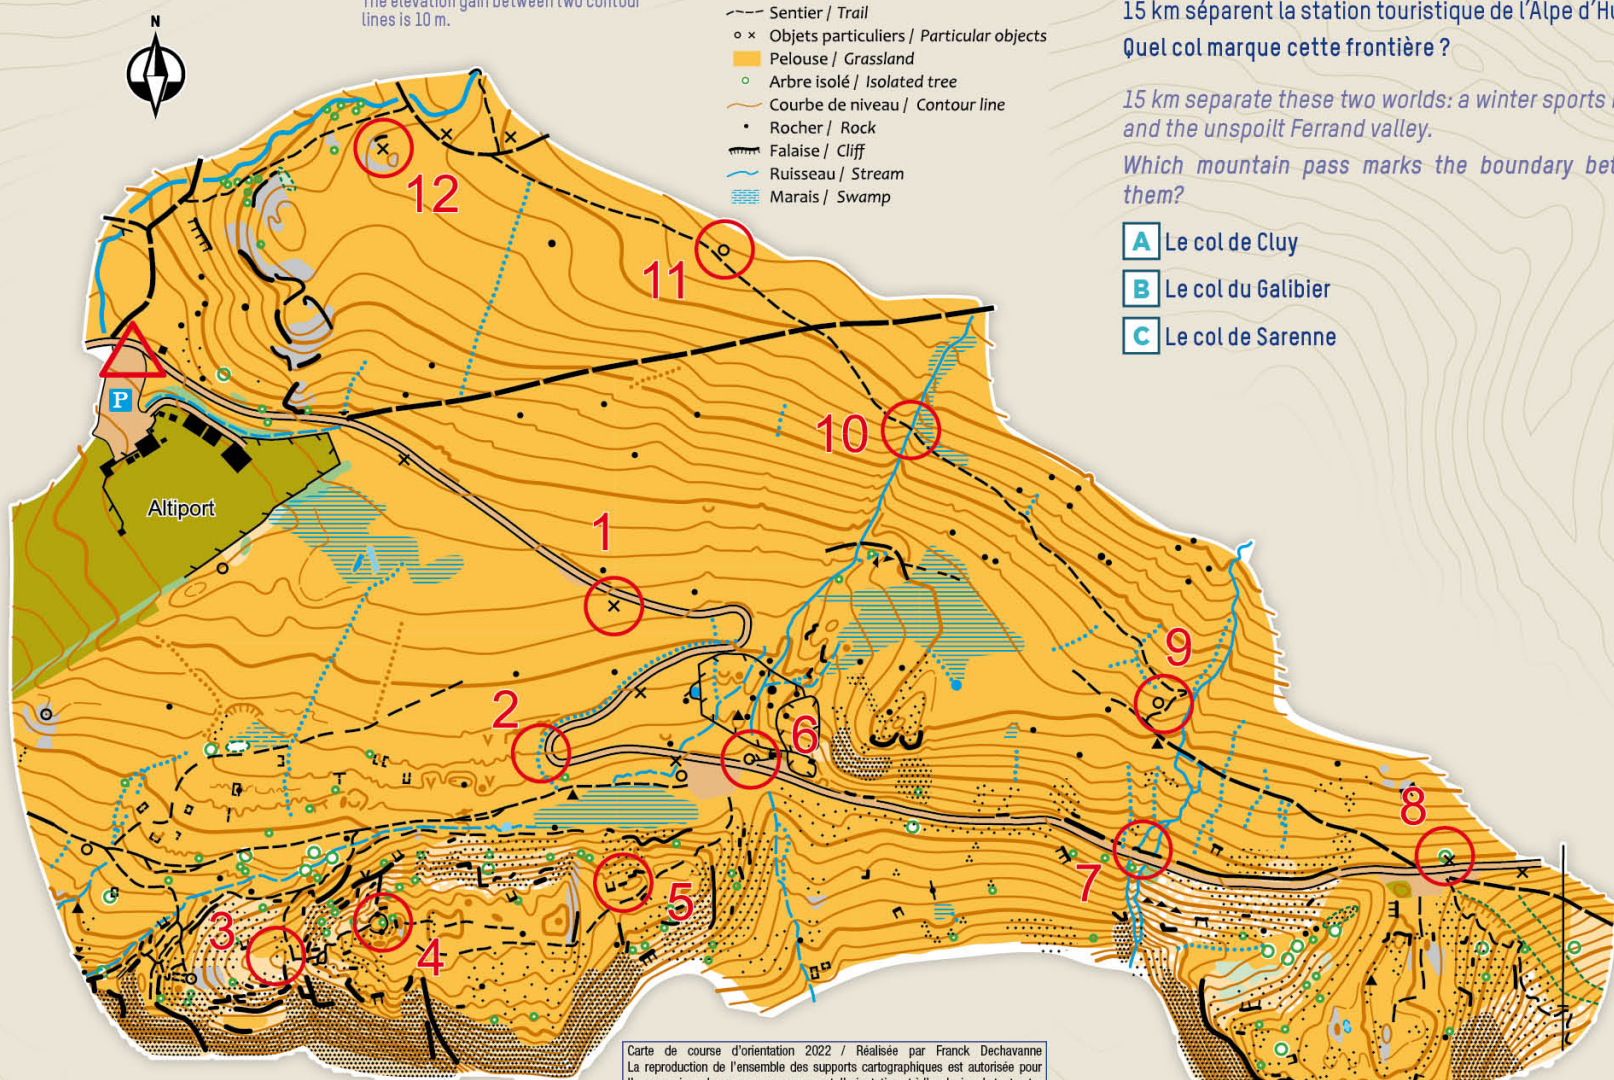 The elevation gain between two contour
lines is 10 m.
N
Sentier / Trail
Objets particuliers / Particular objects
Pelouse / Grassland
Arbre isolé / Isolated tree
Courbe de niveau / Contour line
Rocher / Rock
Falaise / Cliff
Ruisseau / Stream
Marais / Swamp
15 km séparent la station touristique de l'Alpe d'Hu
Quel col marque cette frontière ?
15 km separate these two worlds: a winter sports
and the unspoilt Ferrand valley.
Which mountain pass marks the boundary bet
them?
A Le col de Cluy
B Le col du Galibier
C Le col de Sarenne
12
11
10
P
Altiport
1
9
2
6
8
7
5
3
4
Carte de course d'orientation 2022 / Réalisée par Franck Dechavanne
La reproduction de l'ensemble des supports cartographiques est autorisée pour